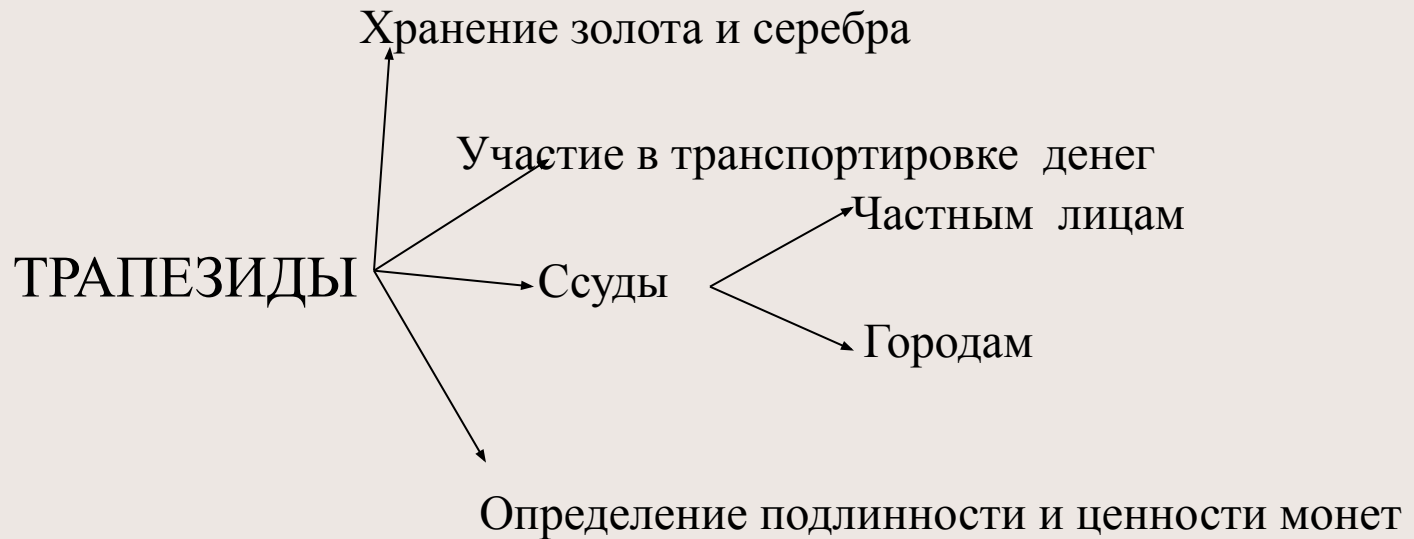 Хранение золота и серебра
Участие в транспортировке денег
Частным лицам
ТРАПЕЗИДЫ
Ссуды
Городам
Определение подлинности и ценности монет